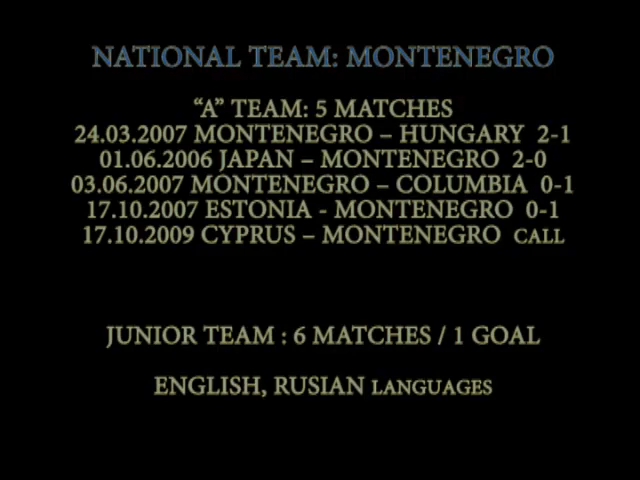 NATIONAL TEAM: MONTENEGRO
“A” TEAM: 5 MATCHES
24.03.2007 MONTENEGRO – HUNGARY 2-1
01.06.2006 JAPAN – MONTENEGRO 2-0
03.06.2007 MONTENEGRO – COLUMBIA 0-1
17.10.2007 ESTONIA - MONTENEGRO 0-1
17.10.2009 CYPRUS – MONTENEGRO CALL
JUNIOR TEAM : 6 MATCHES / 1 GOAL
ENGLISH, RUSIAN LANGUAGES